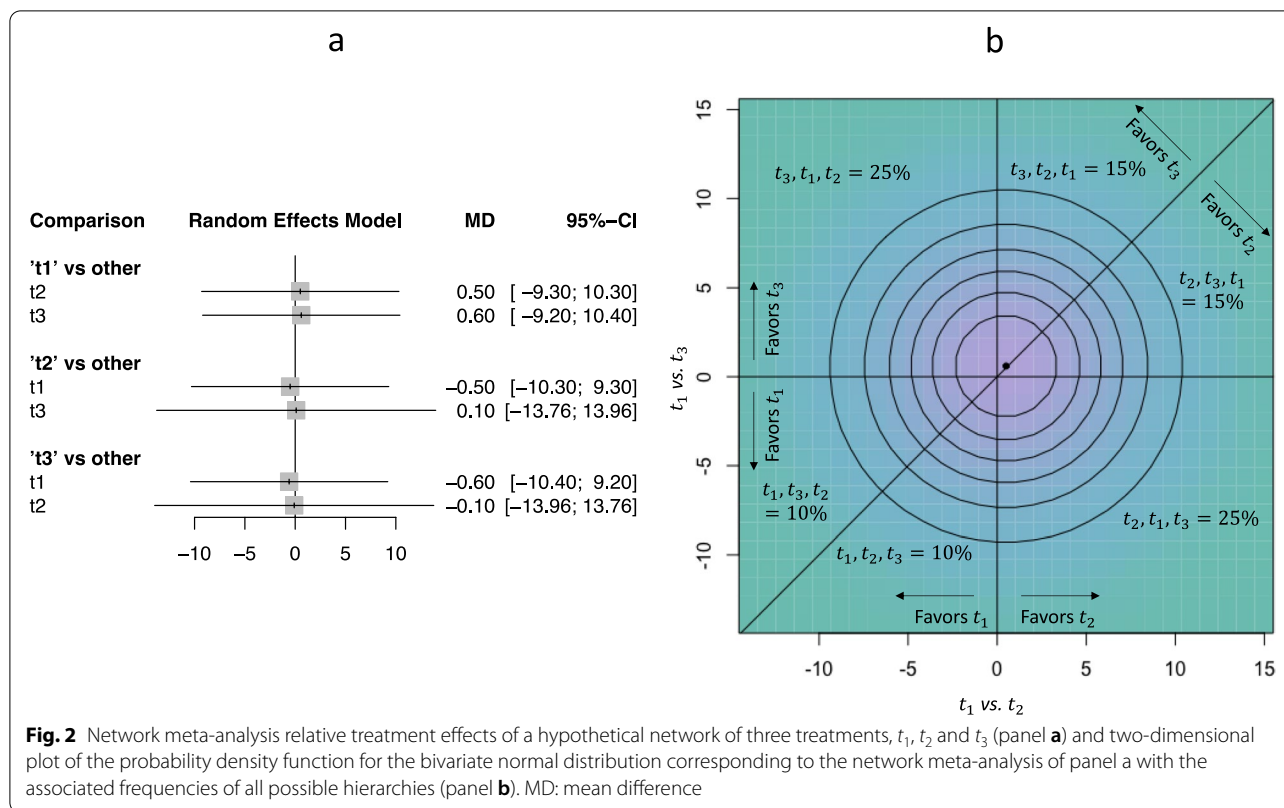 a
Comparison Random Effects Model MD 95%−CI
't1' vs other
t2 0.50 [ −9.30; 10.30]
t3 0.60 [ −9.20; 10.40]
't2' vs other
t1 −0.50 [−10.30; 9.30]
t3 0.10 [−13.76; 13.96]
't3' vs other
t1 −0.60 [−10.40; 9.20]
t2 −0.10 [−13.96; 13.76]
−10 −5 0 5 10
b
15
10
5
0
-5
-10
t₁ vs. t₃
Favors t₃
Favors t₁
t₃, t₁, t₂ = 25%
t₃, t₂, t₁ = 15%
Favors t₃
Favors t₂
t₂, t₃, t₁
= 15%
t₁, t₃, t₂
= 10%
t₁, t₂, t₃ = 10%
t₂, t₁, t₃ = 25%
Favors t₁ Favors t₂
-10 -5 0 5 10 15
t₁ vs. t₂
Fig. 2 Network meta-analysis relative treatment effects of a hypothetical network of three treatments, t₁, t₂ and t₃ (panel a) and two-dimensional
plot of the probability density function for the bivariate normal distribution corresponding to the network meta-analysis of panel a with the
associated frequencies of all possible hierarchies (panel b). MD: mean difference